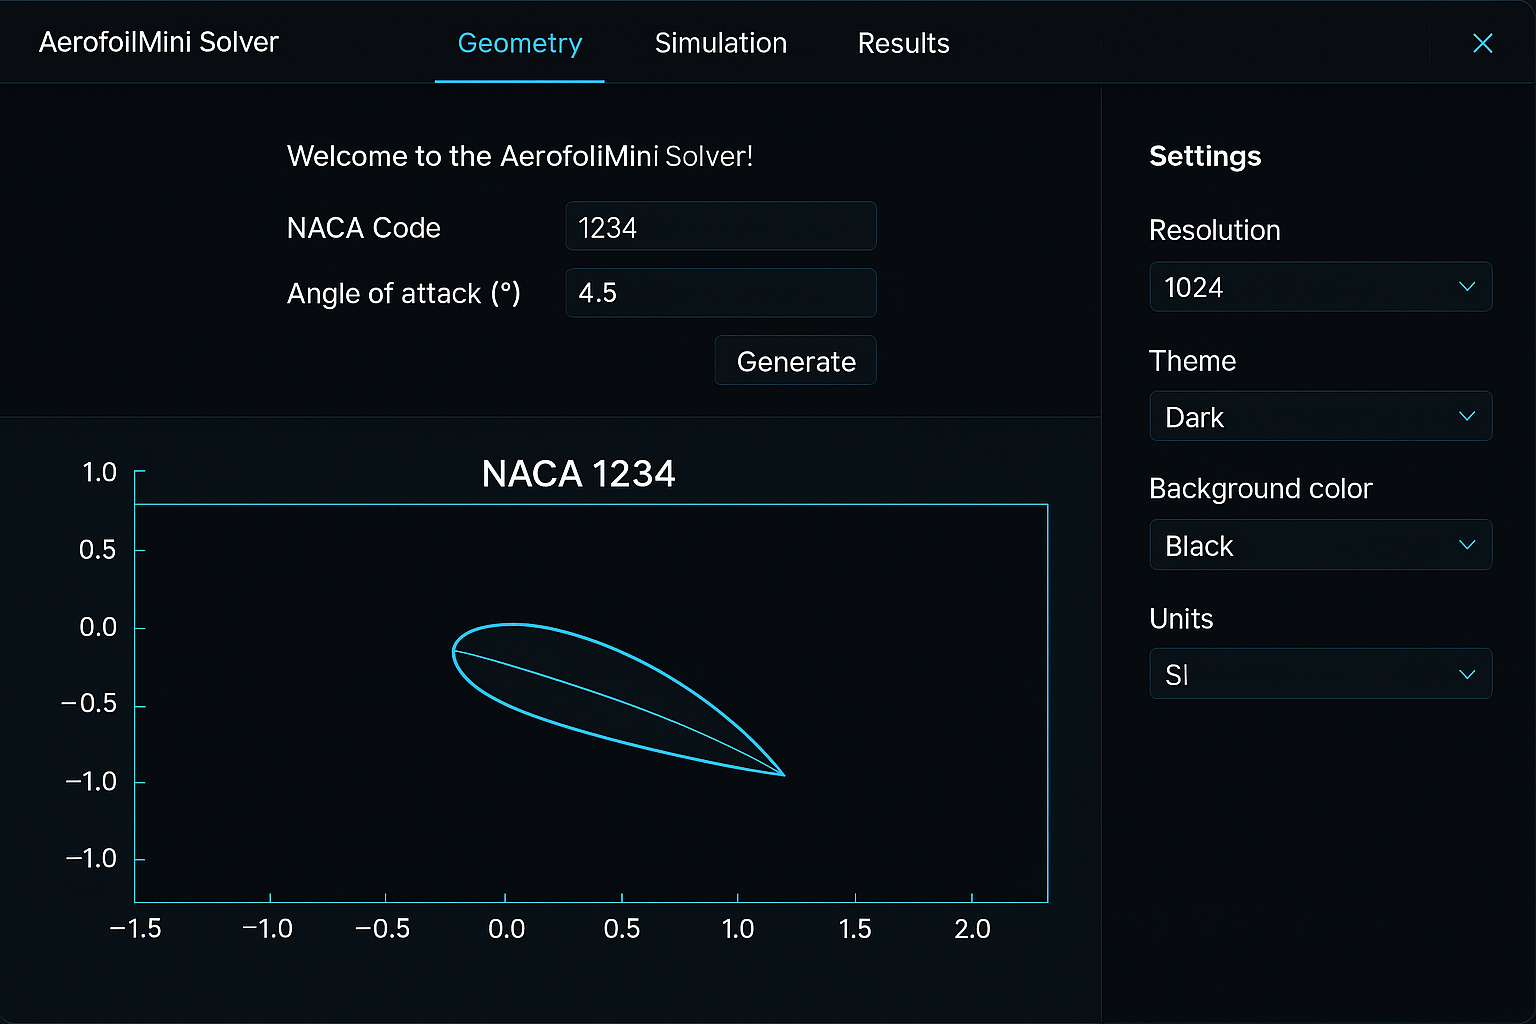 AerofoilMini Solver
Geometry
Simulation
Results
Welcome to the AerofoliMini Solver!
NACA Code
1234
Angle of attack (°)
4.5
Generate
Settings
Resolution
1024
Theme
Dark
Background color
Black
Units
SI
NACA 1234
1.0
0.5
0.0
−0.5
−1.0
−1.0
−1.5
−1.0
−0.5
0.0
0.5
1.0
1.5
2.0